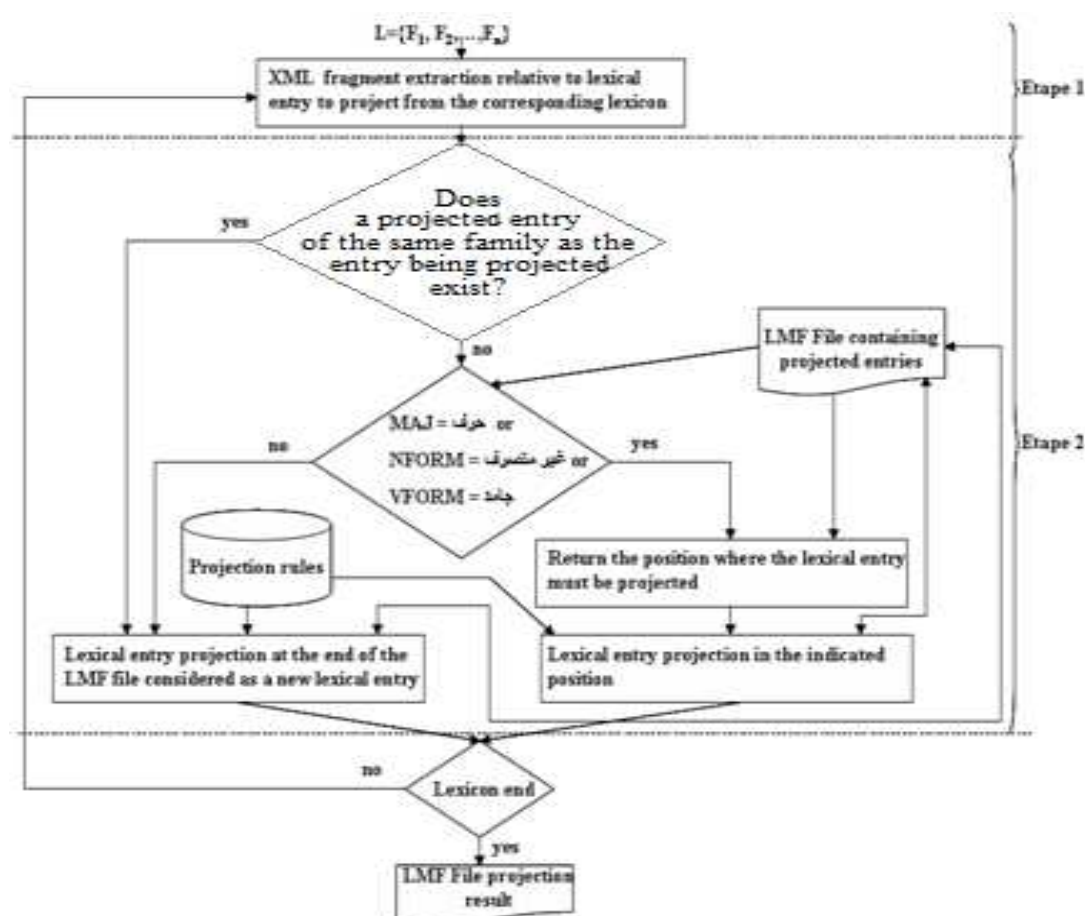 L={F1, F2,...,Fn}
XML fragment extraction relative to lexical
entry to project from the corresponding lexicon
Etape 1
Does
a projected entry
of the same family as the
entry being projected
exist?
yes
no
LMF File containing
projected entries
MAJ = حرف or
NFORM = غير متصرف or
VFORM = جامد
no
yes
Etape 2
Projection rules
Return the position where the lexical entry
must be projected
Lexical entry projection at the end of the
LMF file considered as a new lexical entry
Lexical entry projection in the indicated
position
no
Lexicon end
yes
LMF File projection
result